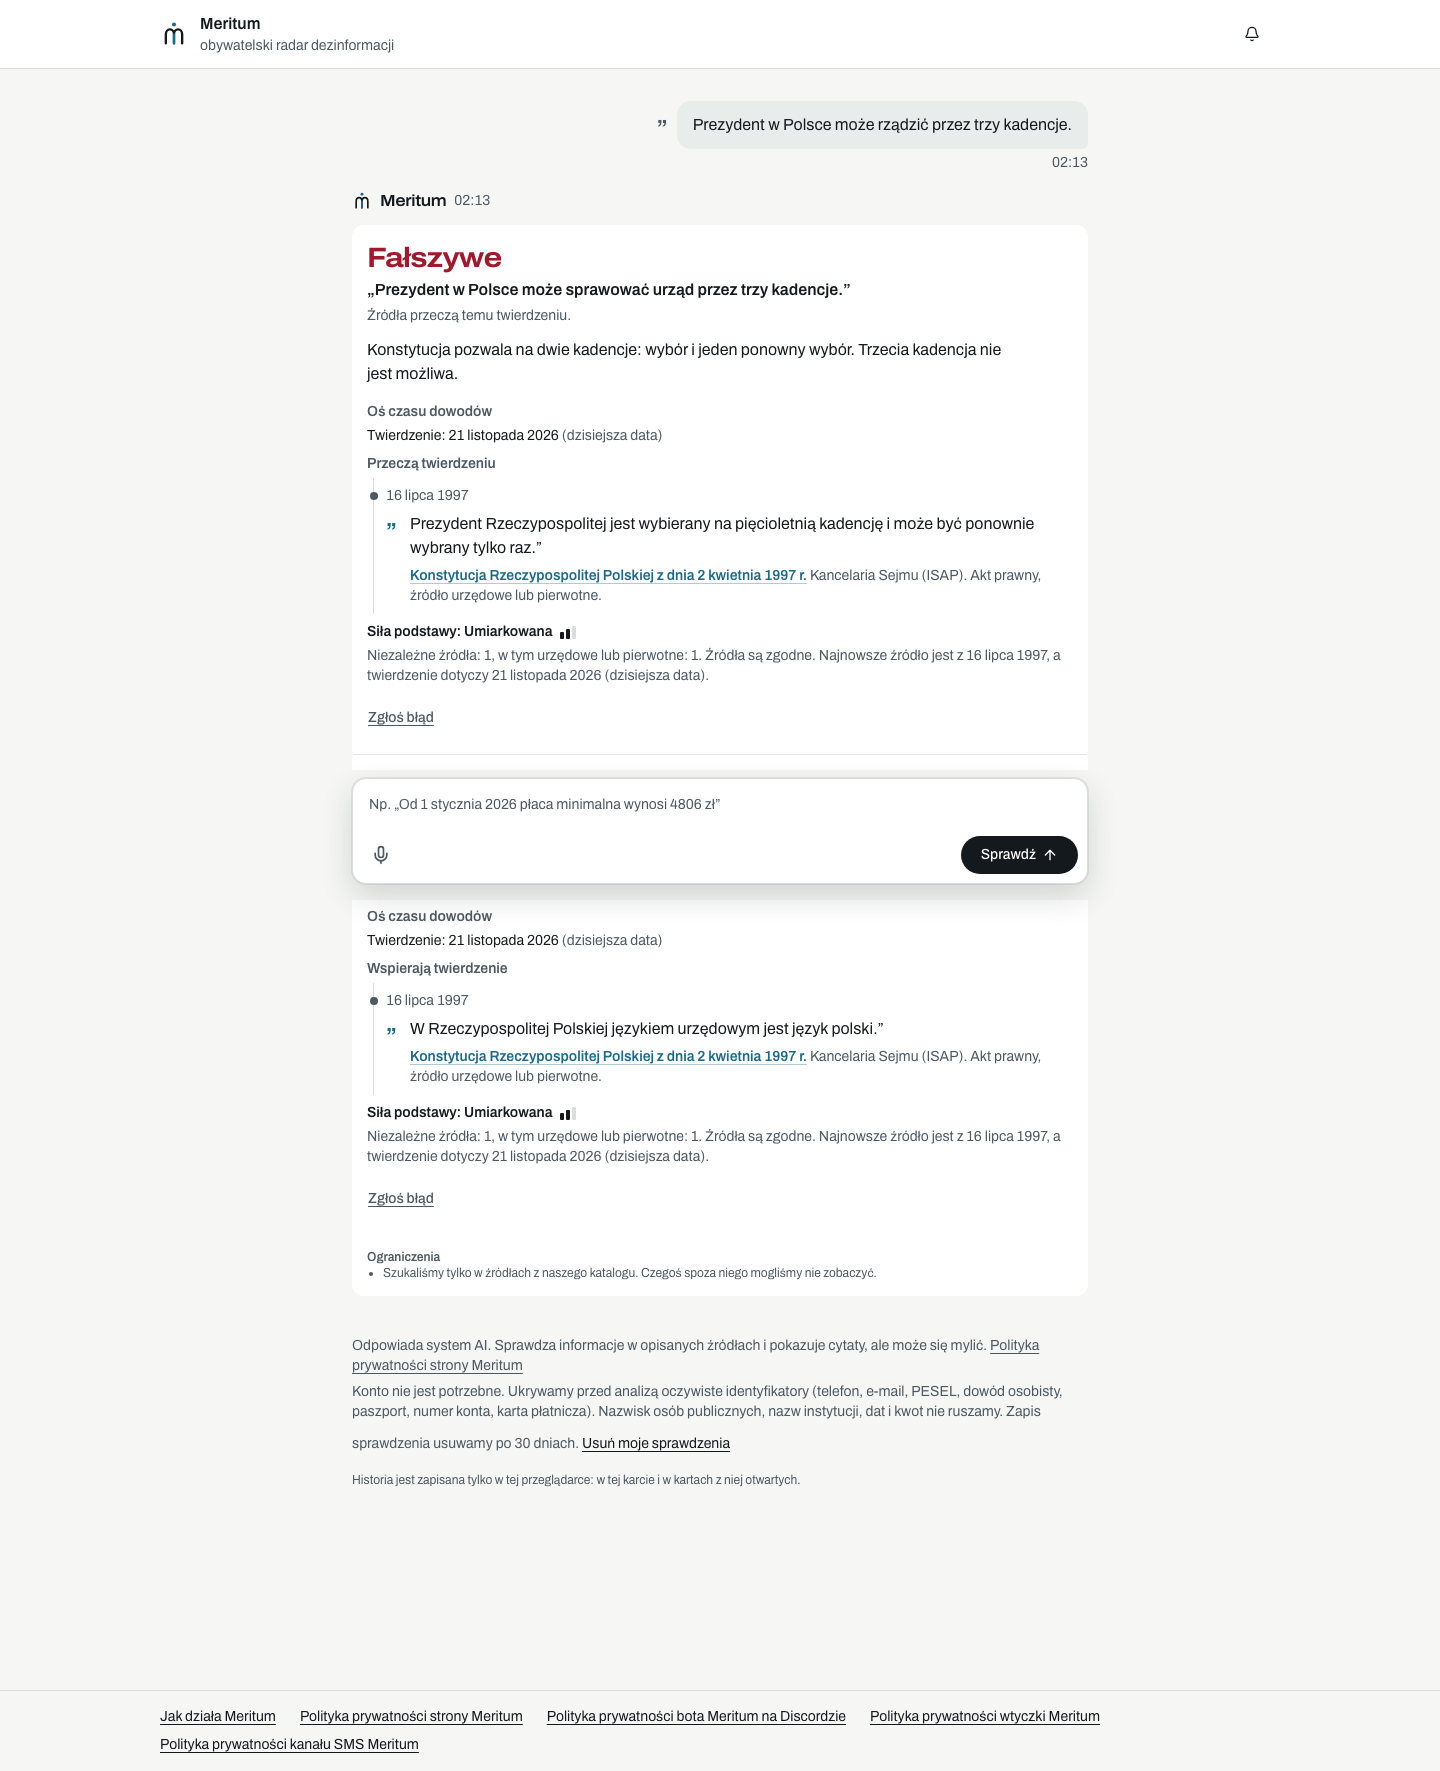 Meritum
obywatelski radar dezinformacji
” Prezydent w Polsce może rządzić przez trzy kadencje.
02:13
Meritum 02:13
Fałszywe
„Prezydent w Polsce może sprawować urząd przez trzy kadencje.”
Źródła przeczą temu twierdzeniu.
Konstytucja pozwala na dwie kadencje: wybór i jeden ponowny wybór. Trzecia kadencja nie
jest możliwa.
Oś czasu dowodów
Twierdzenie: 21 listopada 2026 (dzisiejsza data)
Przeczą twierdzeniu
16 lipca 1997
” Prezydent Rzeczypospolitej jest wybierany na pięcioletnią kadencję i może być ponownie
wybrany tylko raz.”
Konstytucja Rzeczypospolitej Polskiej z dnia 2 kwietnia 1997 r. Kancelaria Sejmu (ISAP). Akt prawny,
źródło urzędowe lub pierwotne.
Siła podstawy: Umiarkowana
Niezależne źródła: 1, w tym urzędowe lub pierwotne: 1. Źródła są zgodne. Najnowsze źródło jest z 16 lipca 1997, a
twierdzenie dotyczy 21 listopada 2026 (dzisiejsza data).
Zgłoś błąd
Np. „Od 1 stycznia 2026 płaca minimalna wynosi 4806 zł”
Sprawdź
Oś czasu dowodów
Twierdzenie: 21 listopada 2026 (dzisiejsza data)
Wspierają twierdzenie
16 lipca 1997
” W Rzeczypospolitej Polskiej językiem urzędowym jest język polski.”
Konstytucja Rzeczypospolitej Polskiej z dnia 2 kwietnia 1997 r. Kancelaria Sejmu (ISAP). Akt prawny,
źródło urzędowe lub pierwotne.
Siła podstawy: Umiarkowana
Niezależne źródła: 1, w tym urzędowe lub pierwotne: 1. Źródła są zgodne. Najnowsze źródło jest z 16 lipca 1997, a
twierdzenie dotyczy 21 listopada 2026 (dzisiejsza data).
Zgłoś błąd
Ograniczenia
• Szukaliśmy tylko w źródłach z naszego katalogu. Czegoś spoza niego mogliśmy nie zobaczyć.
Odpowiada system AI. Sprawdza informacje w opisanych źródłach i pokazuje cytaty, ale może się mylić. Polityka
prywatności strony Meritum
Konto nie jest potrzebne. Ukrywamy przed analizą oczywiste identyfikatory (telefon, e-mail, PESEL, dowód osobisty,
paszport, numer konta, karta płatnicza). Nazwisk osób publicznych, nazw instytucji, dat i kwot nie ruszamy. Zapis
sprawdzenia usuwamy po 30 dniach. Usuń moje sprawdzenia
Historia jest zapisana tylko w tej przeglądarce: w tej karcie i w kartach z niej otwartych.
Jak działa Meritum Polityka prywatności strony Meritum Polityka prywatności bota Meritum na Discordzie Polityka prywatności wtyczki Meritum
Polityka prywatności kanału SMS Meritum